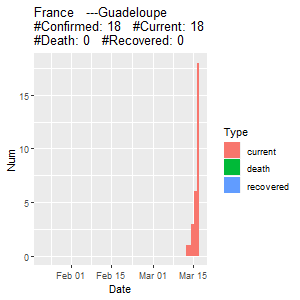 France   ---Guadeloupe
#Confirmed: 18   #Current: 18
#Death: 0   #Recovered: 0
Num
15
10
5
0
Feb 01
Feb 15
Mar 01
Mar 15
Date
Type
current
death
recovered